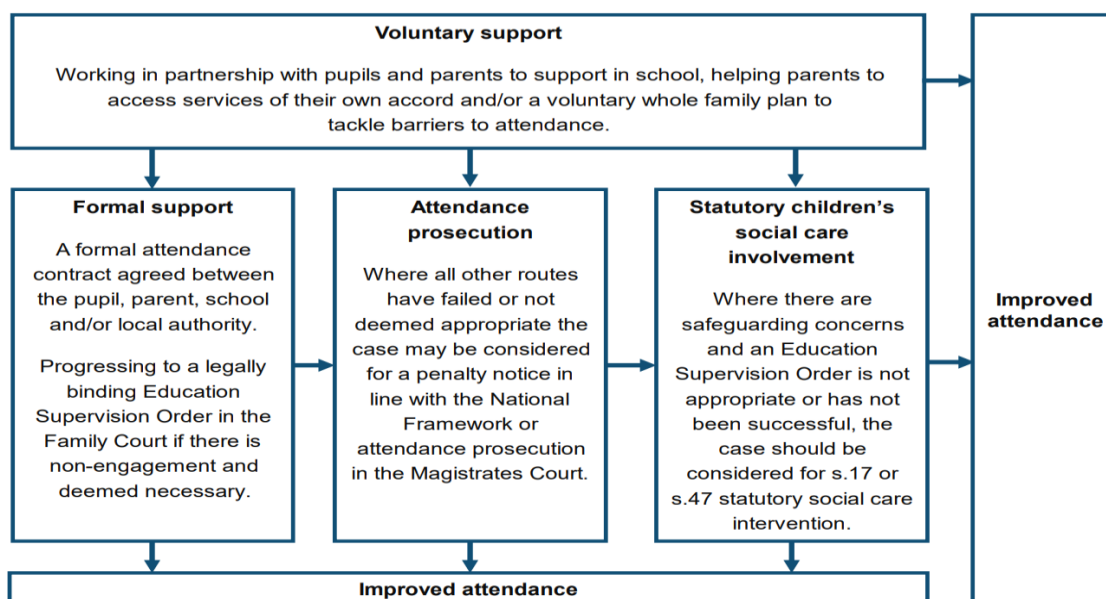 Voluntary support
Working in partnership with pupils and parents to support in school, helping parents to
access services of their own accord and/or a voluntary whole family plan to
tackle barriers to attendance.
Formal support
A formal attendance
contract agreed between
the pupil, parent, school
and/or local authority.
Progressing to a legally
binding Education
Supervision Order in the
Family Court if there is
non-engagement and
deemed necessary.
Attendance
prosecution
Where all other routes
have failed or not
deemed appropriate the
case may be considered
for a penalty notice in
line with the National
Framework or
attendance prosecution
in the Magistrates Court.
Statutory children’s
social care
involvement
Where there are
safeguarding concerns
and an Education
Supervision Order is not
appropriate or has not
been successful, the
case should be
considered for s.17 or
s.47 statutory social care
intervention.
Improved
attendance
Improved attendance